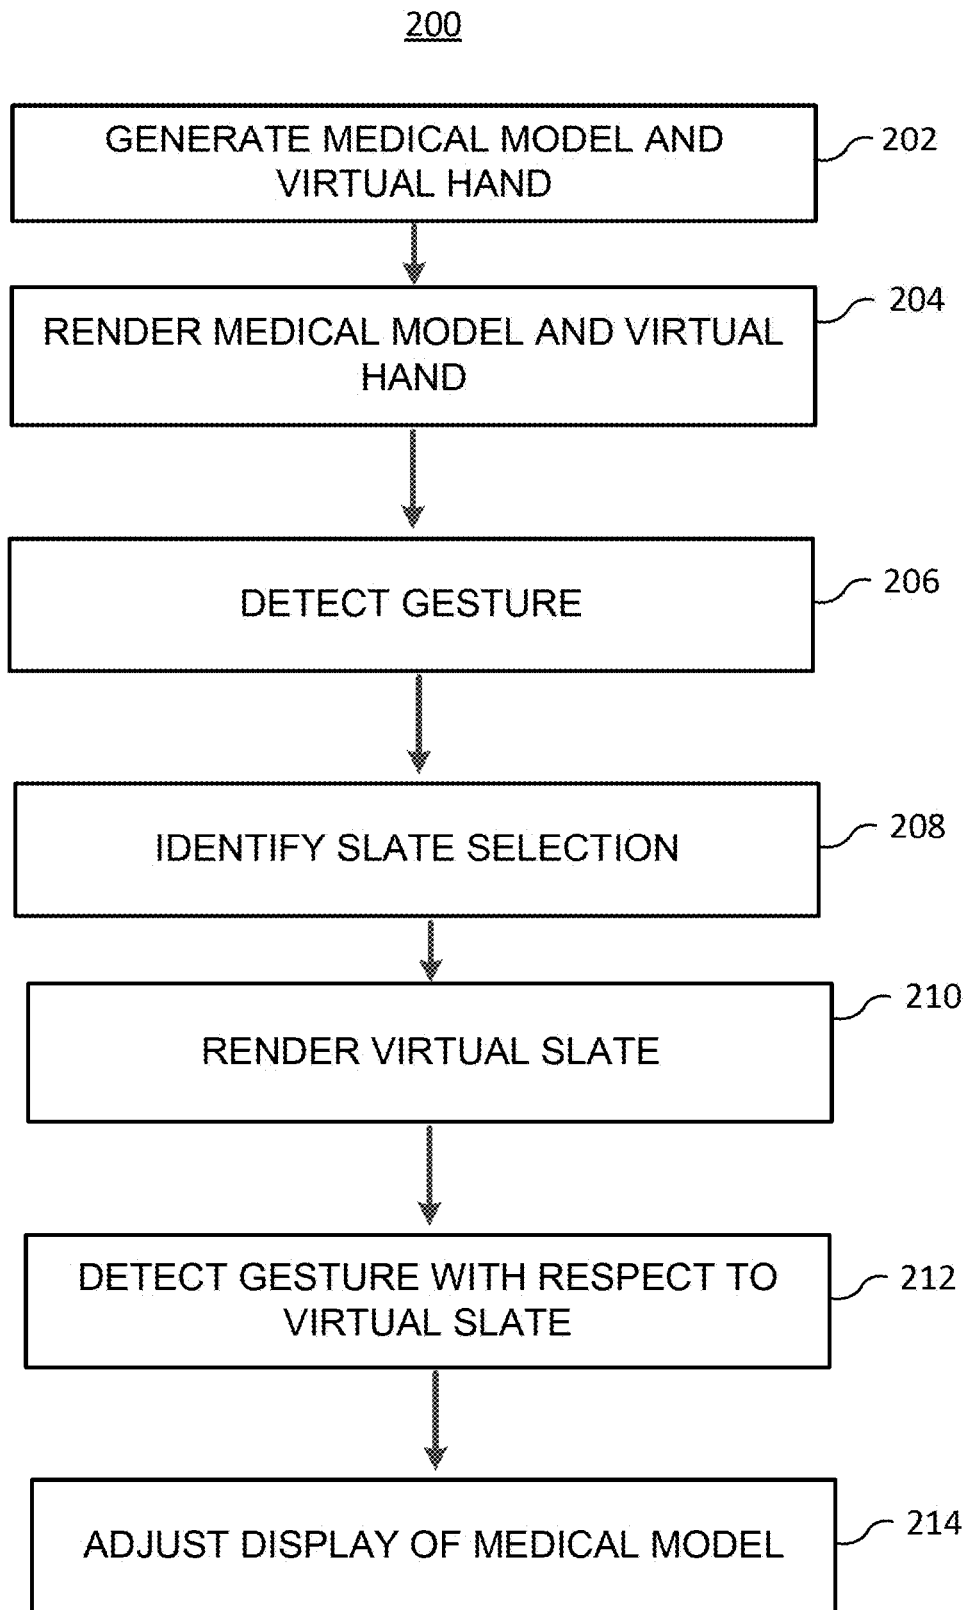 200
GENERATE MEDICAL MODEL AND
VIRTUAL HAND
202
RENDER MEDICAL MODEL AND VIRTUAL
HAND
204
DETECT GESTURE
206
IDENTIFY SLATE SELECTION
208
RENDER VIRTUAL SLATE
210
DETECT GESTURE WITH RESPECT TO
VIRTUAL SLATE
212
ADJUST DISPLAY OF MEDICAL MODEL
214